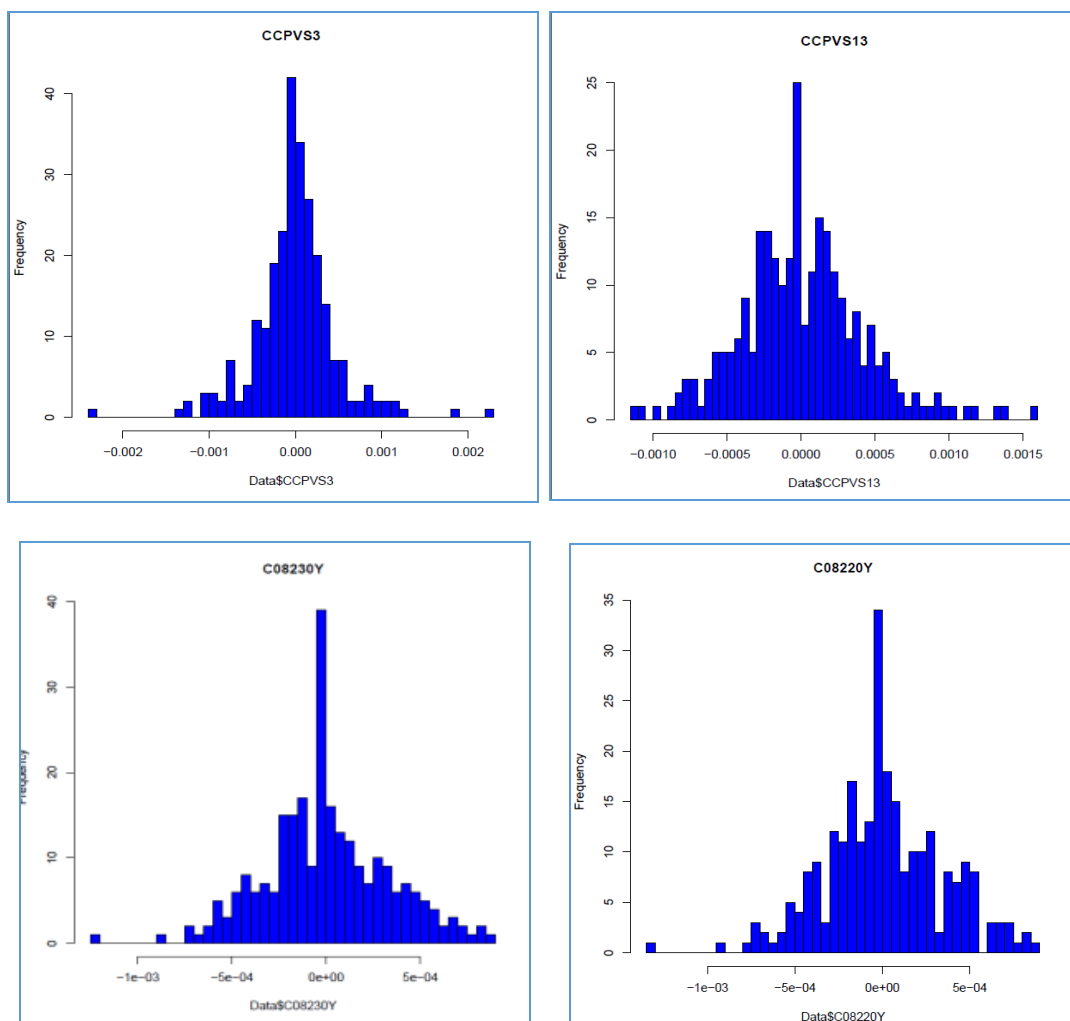 CCPVS3
Frequency
0
10
20
30
40
−0.002
−0.001
0.000
0.001
0.002
Data$CCPVS3
CCPVS13
Frequency
0
5
10
15
20
25
−0.0010
−0.0005
0.0000
0.0005
0.0010
0.0015
Data$CCPVS13
C08230Y
Frequency
0
10
20
30
40
−1e−03
−5e−04
0e+00
5e−04
Data$C08230Y
C08220Y
Frequency
0
5
10
15
20
25
30
35
−1e−03
−5e−04
0e+00
5e−04
Data$C08220Y